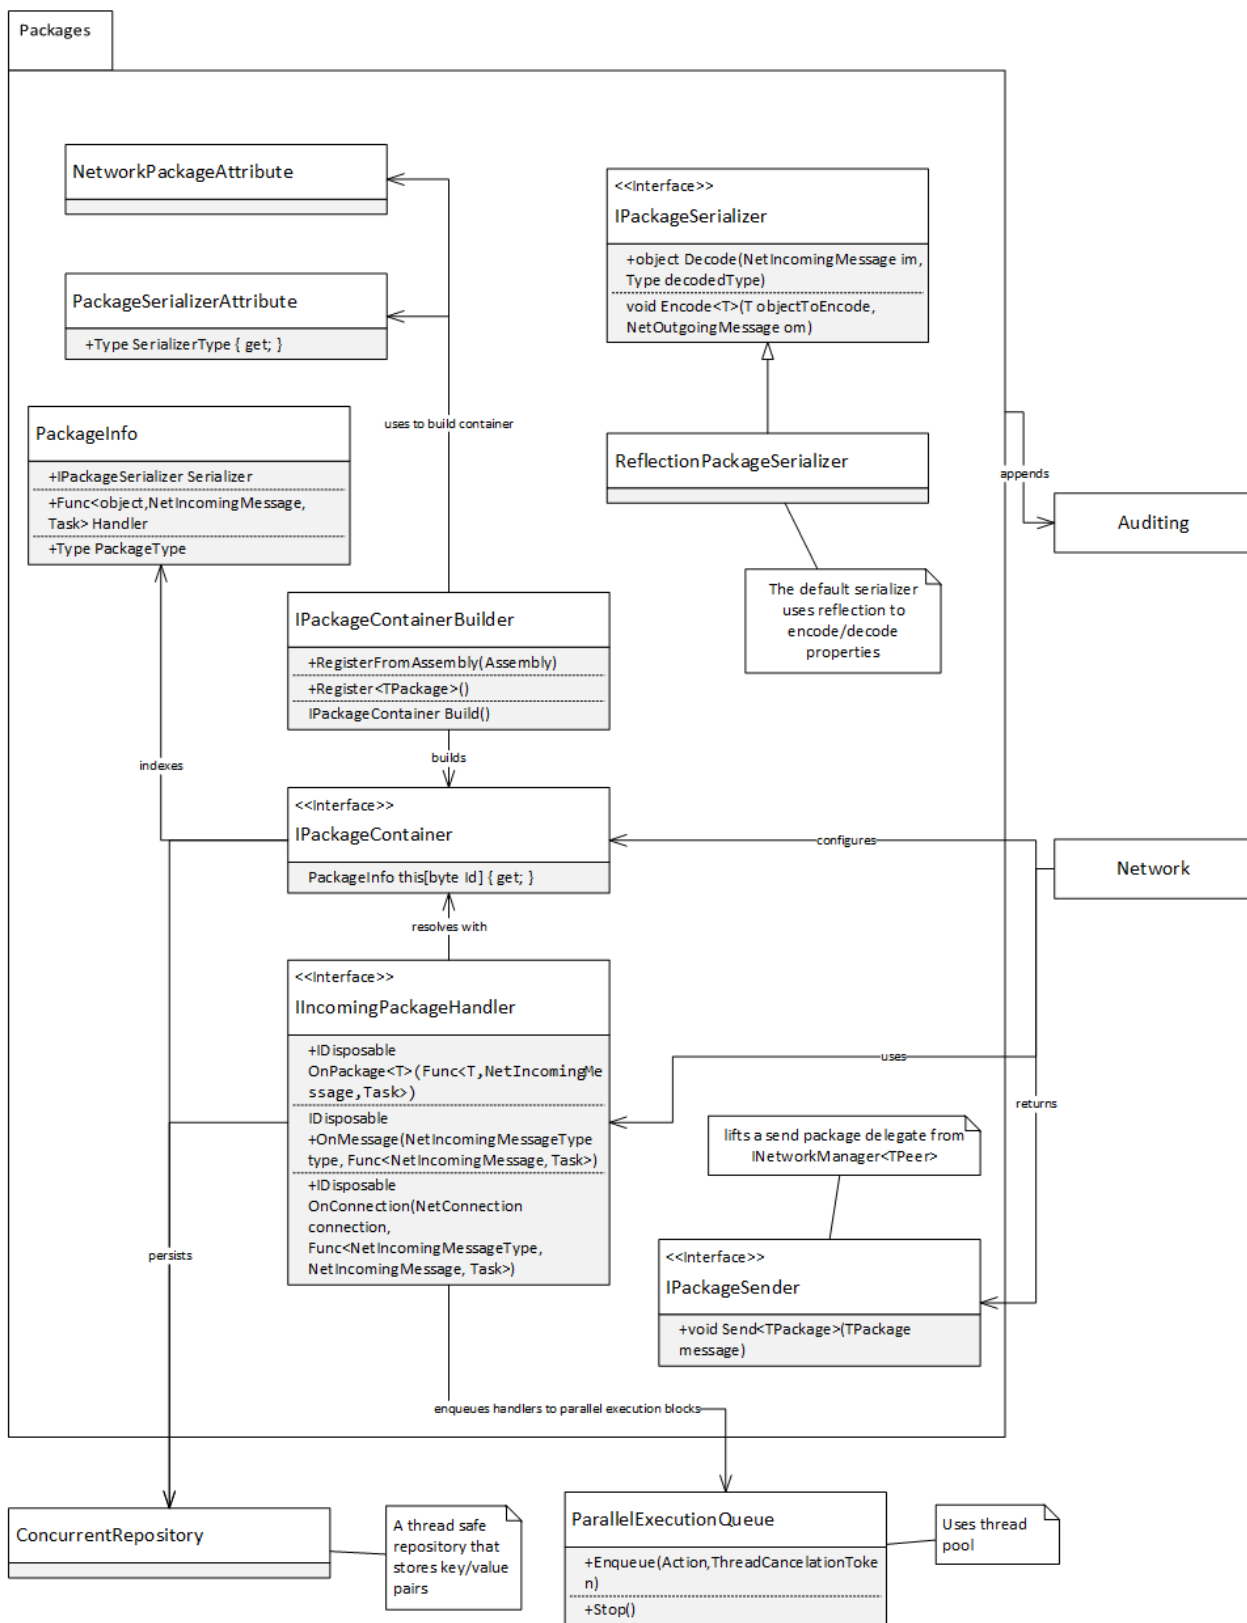 Packages
NetworkPackageAttribute
<<Interface>>
IPackageSerializer
+object Decode(NetIncomingMessage im,
Type decodedType)
void Encode<T>(T objectToEncode,
NetOutgoingMessage om)
PackageSerializerAttribute
+Type SerializerType { get; }
uses to build container
PackageInfo
+IPackageSerializer Serializer
+Func<object,NetIncomingMessage,
Task> Handler
+Type PackageType
ReflectionPackageSerializer
appends
Auditing
The default serializer
uses reflection to
encode/decode
properties
IPackageContainerBuilder
+RegisterFromAssembly(Assembly)
+Register<TPackage>()
IPackageContainer Build()
builds
indexes
<<Interface>>
IPackageContainer
PackageInfo this[byte Id] { get; }
configures
Network
resolves with
<<Interface>>
IIncomingPackageHandler
+IDisposable
OnPackage<T>(Func<T,NetIncomingMe
ssage,Task>)
IDisposable
+OnMessage(NetIncomingMessageType
type, Func<NetIncomingMessage, Task>)
+IDisposable
OnConnection(NetConnection
connection,
Func<NetIncomingMessageType,
NetIncomingMessage, Task>)
uses
returns
lifts a send package delegate from
INetworkManager<TPeer>
persists
<<Interface>>
IPackageSender
+void Send<TPackage>(TPackage
message)
enqueues handlers to parallel execution blocks
ConcurrentRepository
A thread safe
repository that
stores key/value
pairs
ParallelExecutionQueue
+Enqueue(Action,ThreadCancelationToke
n)
+Stop()
Uses thread
pool